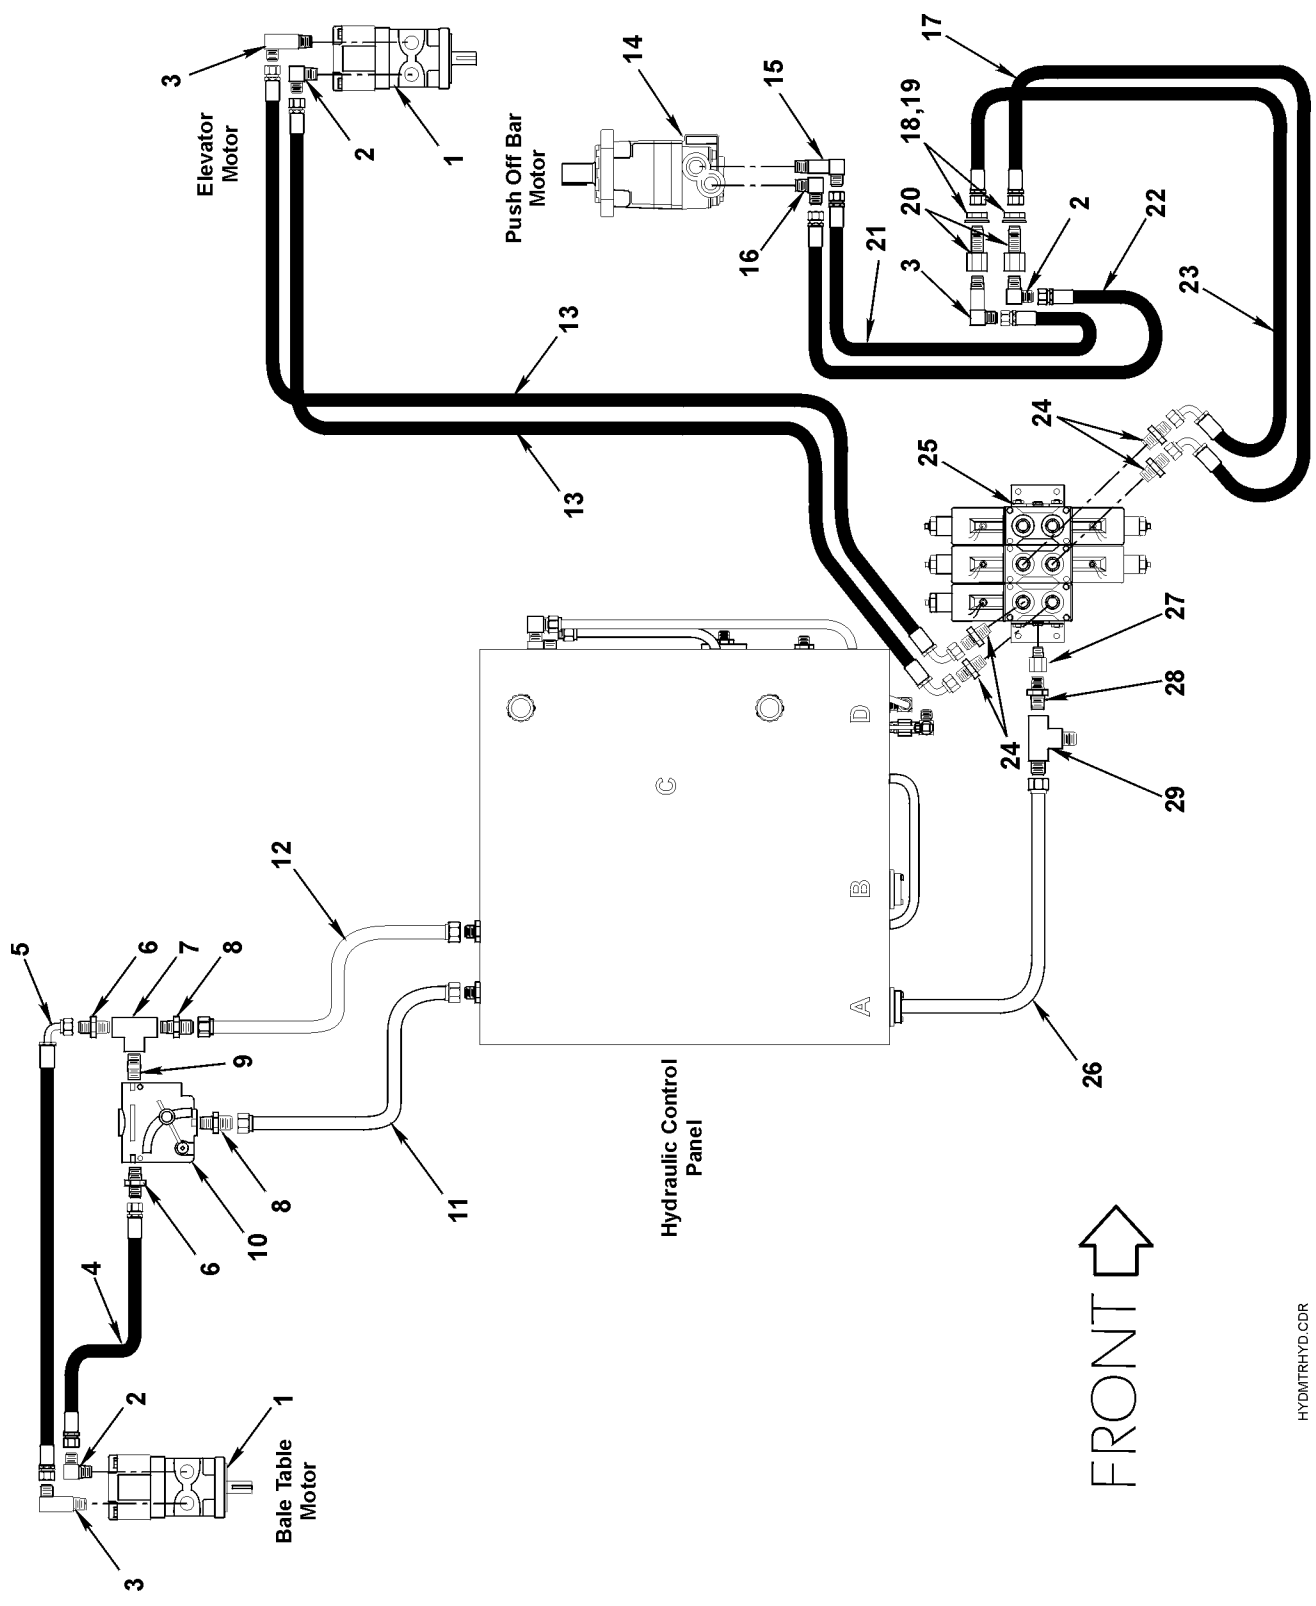 3
Elevator
Motor
2
1
Push Off Bar
Motor
14
15
16
17
18,19
20
21
3
2
22
23
13
13
24
25
24
27
28
29
26
12
11
5
6
7
8
9
10
8
6
4
2
1
3
Bale Table
Motor
Hydraulic Control
Panel
A
B
C
D
FRONT
HYDMTRHYD.CDR